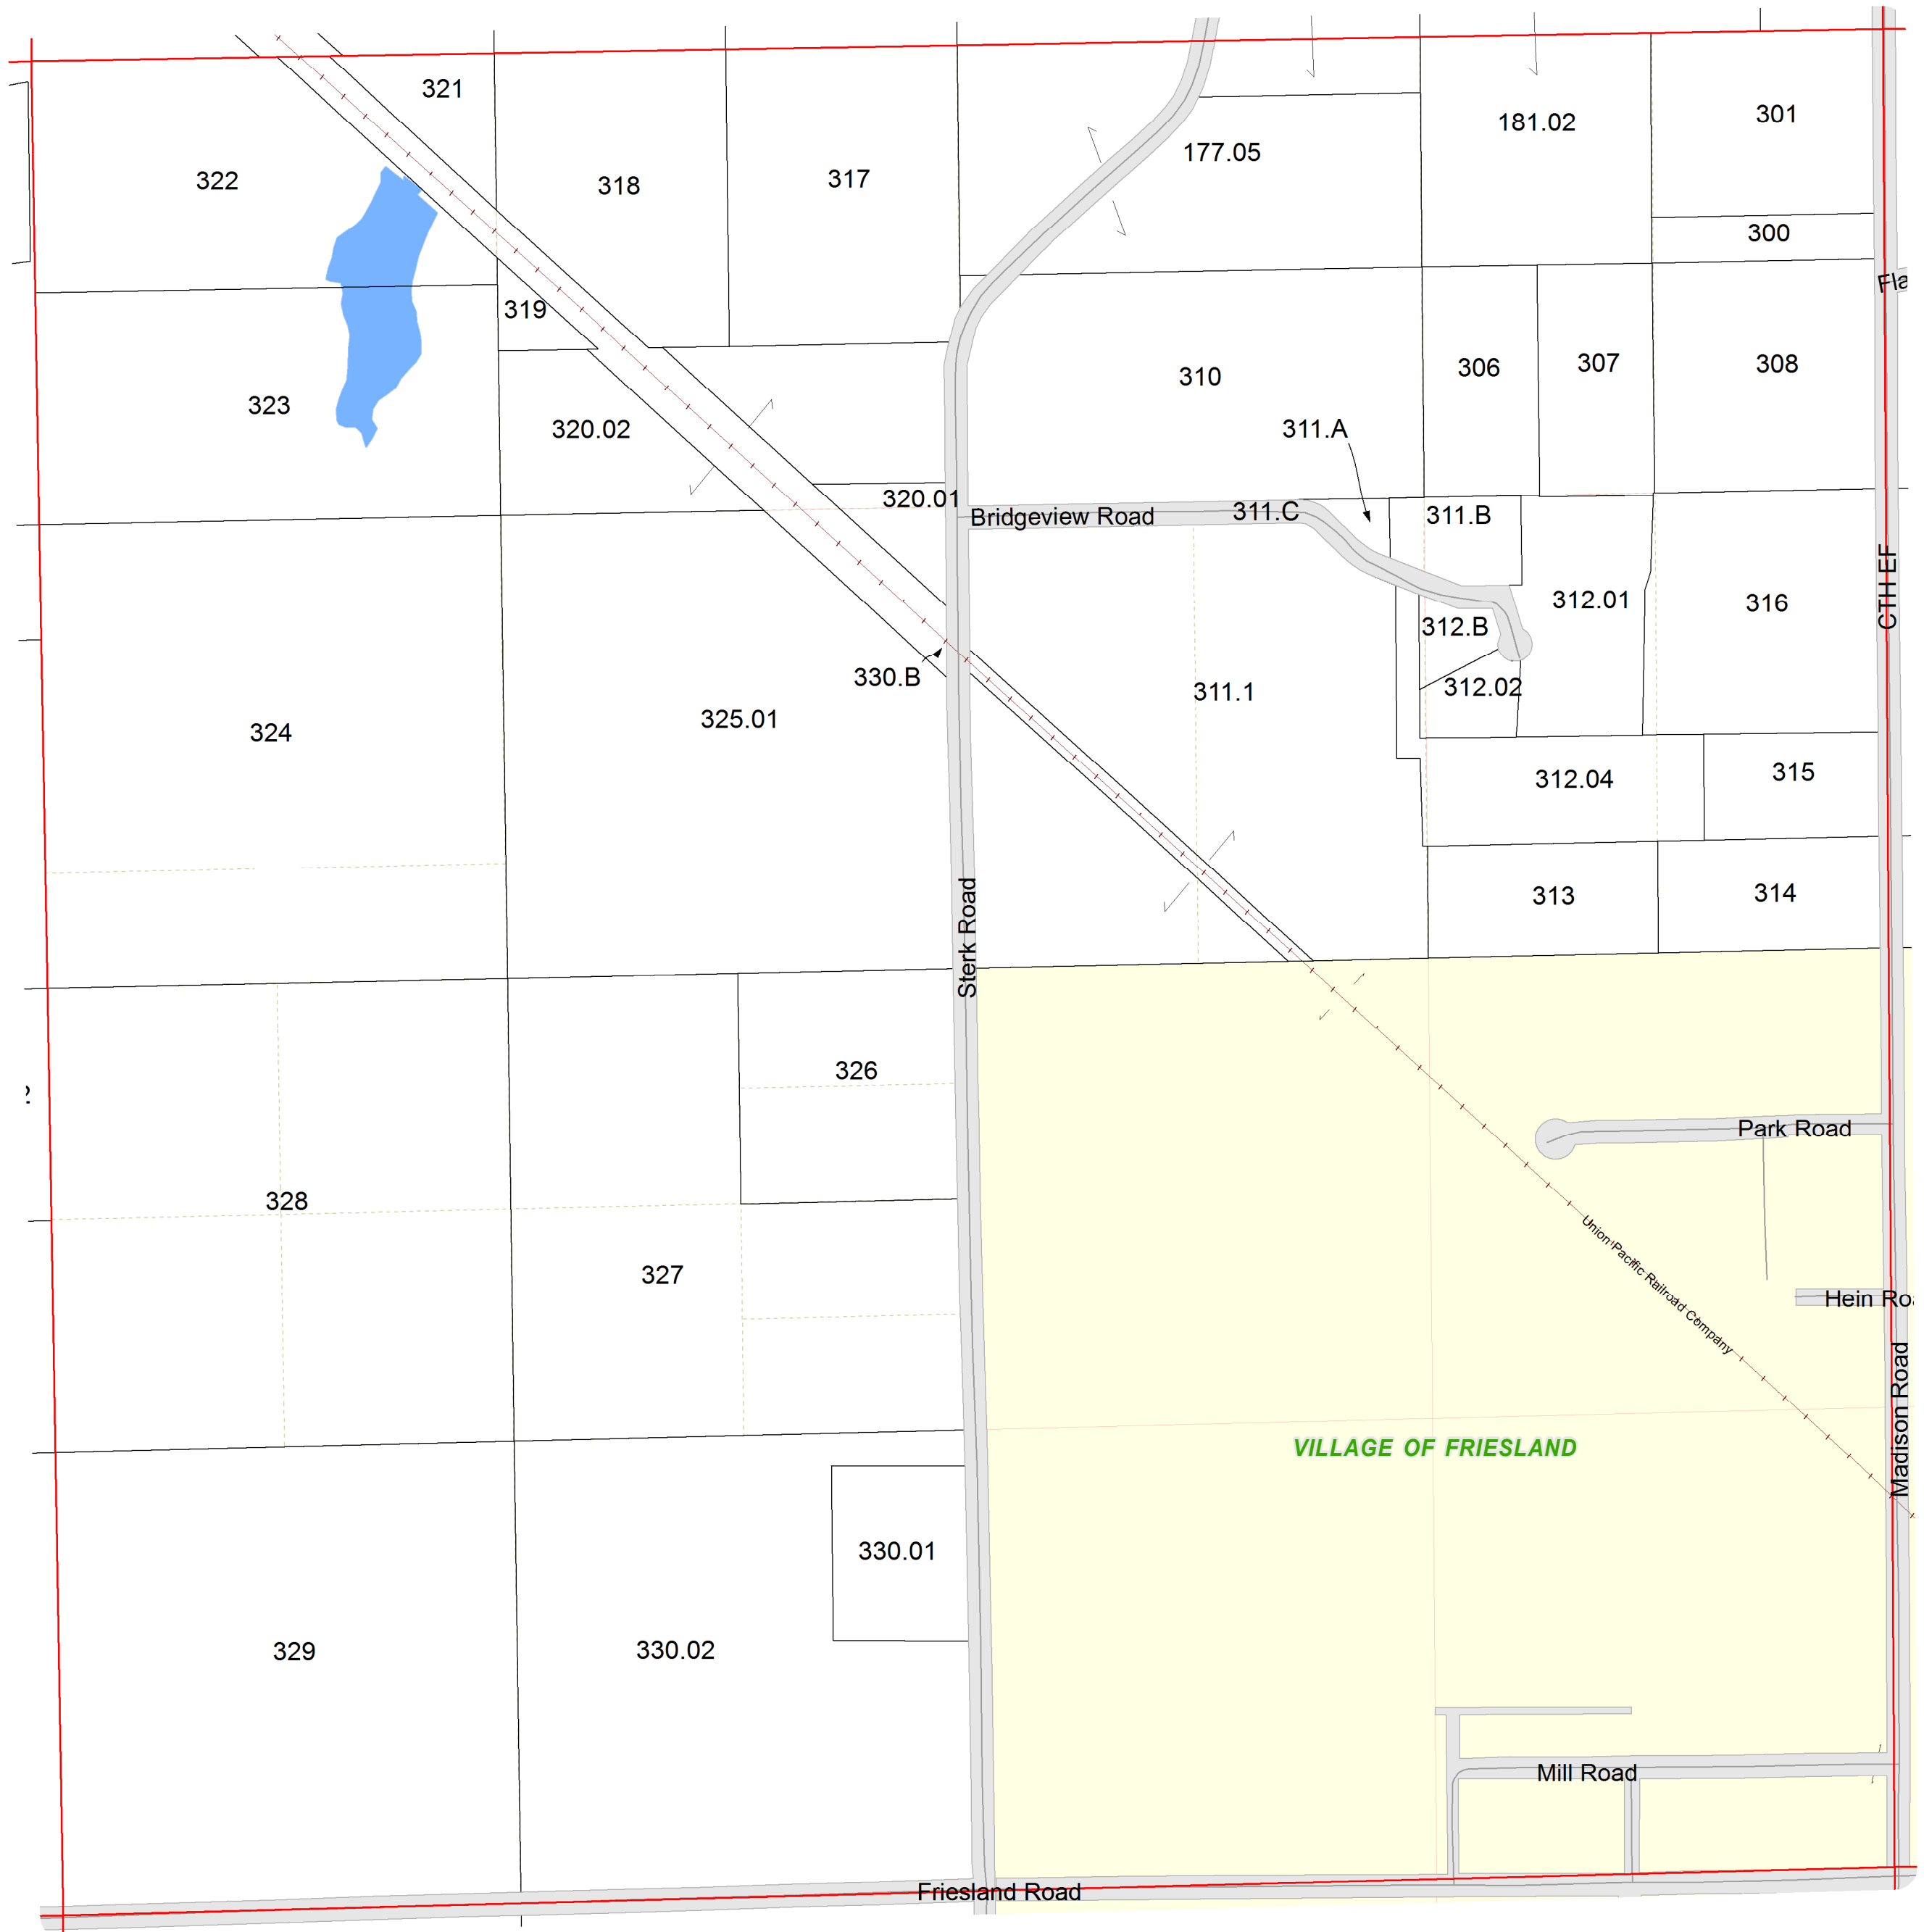 321
301
181.02
177.05
322
318
317
300
Fla
319
310
306
307
308
323
320.02
311.A
320.01
Bridgeview Road
311.C
311.B
CTH EF
312.01
316
312.B
330.B
311.1
312.02
324
325.01
312.04
315
313
314
Sterk Road
326
Park Road
328
327
Union Pacific Railroad Company
Hein Roa
Madison Road
VILLAGE OF FRIESLAND
330.01
329
330.02
Mill Road
Friesland Road